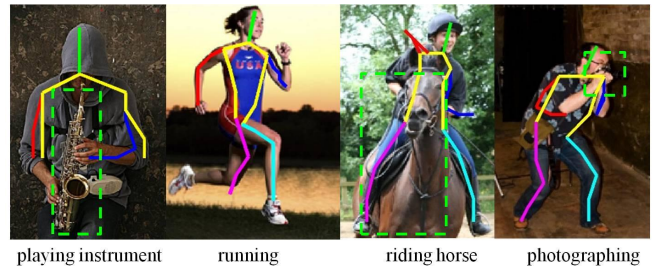 USA
playing instrument
running
riding horse
photographing